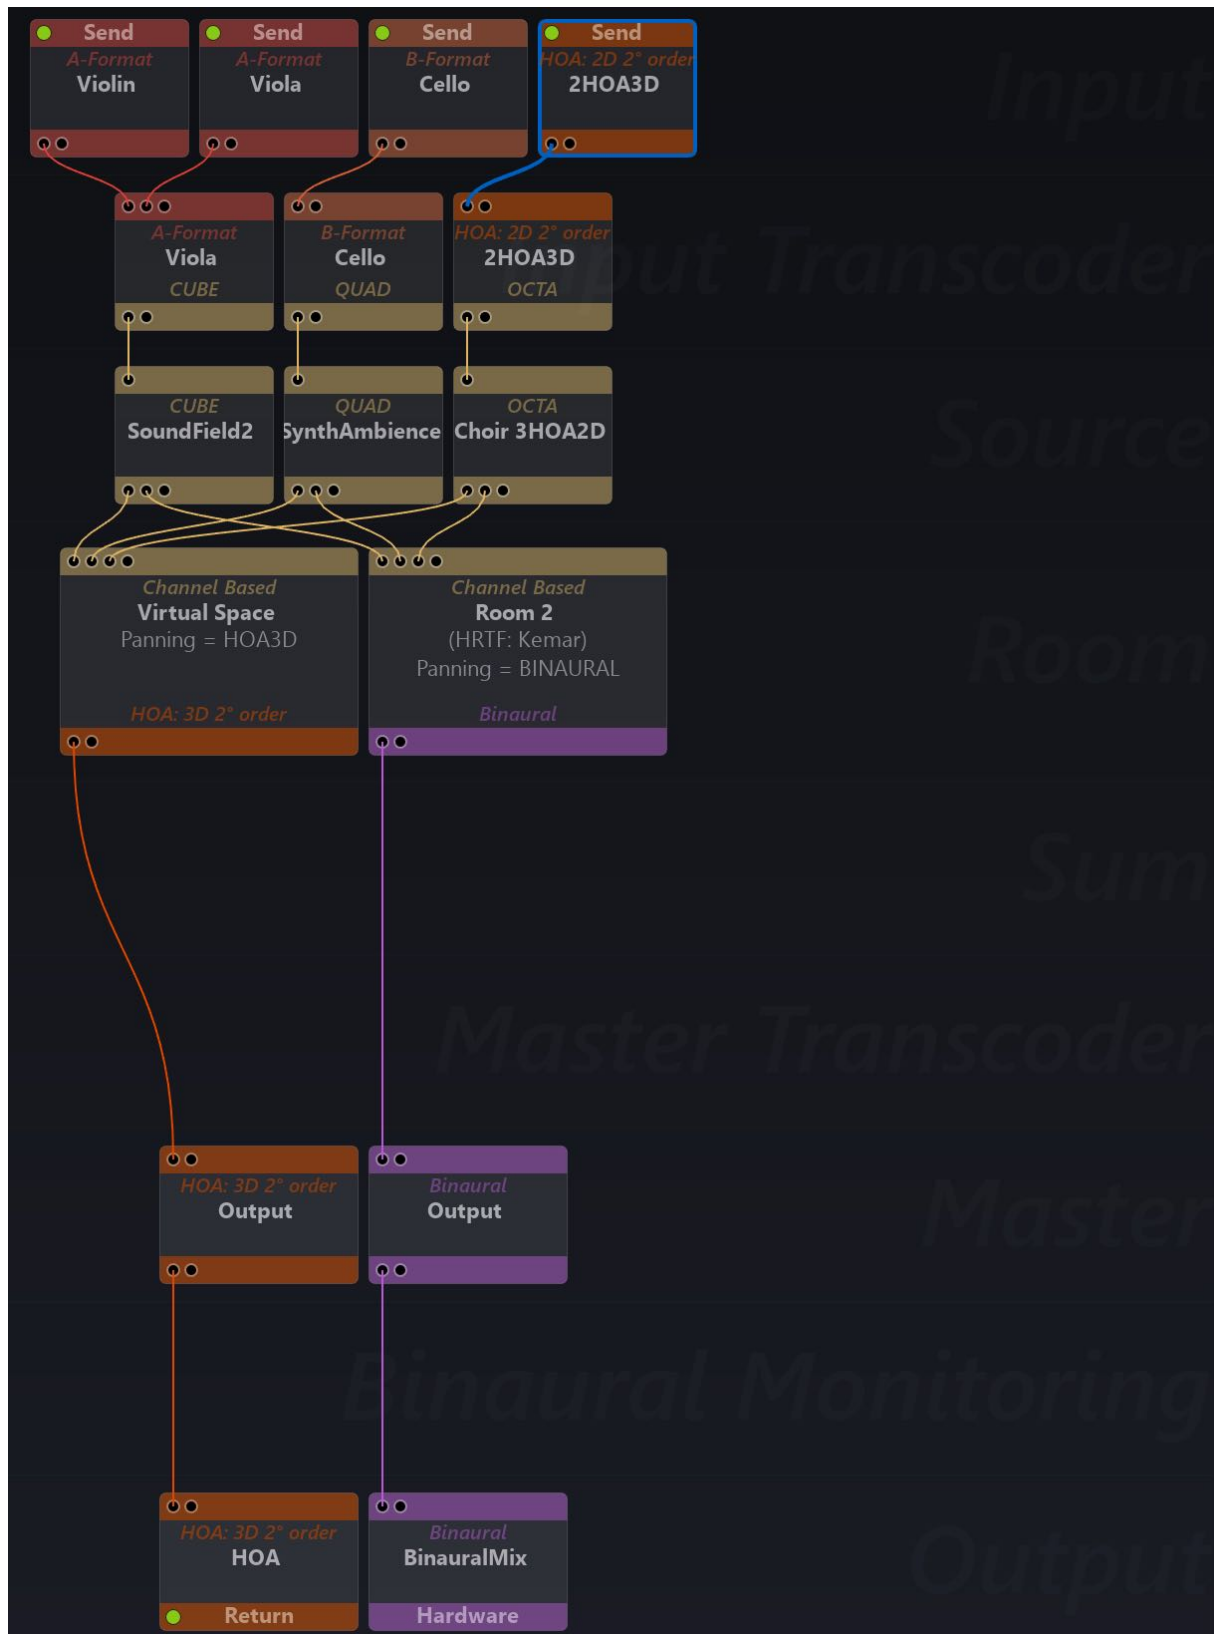 Send
Send
Send
Send
A-Format
A-Format
B-Format
HOA: 2D 2° order
Violin
Viola
Cello
2HOA3D
Input
A-Format
B-Format
HOA: 2D 2° order
Viola
Cello
2HOA3D
CUBE
QUAD
OCTA
Input Transcoder
CUBE
QUAD
OCTA
SoundField2
SynthAmbience
Choir 3HOA2D
Source
Channel Based
Virtual Space
Panning = HOA3D
HOA: 3D 2° order
Channel Based
Room 2
(HRTF: Kemar)
Panning = BINAURAL
Binaural
Room
Sum
Master Transcoder
HOA: 3D 2° order
Output
Binaural
Output
Master
Binaural Monitoring
HOA: 3D 2° order
HOA
Return
Binaural
BinauralMix
Hardware
Output